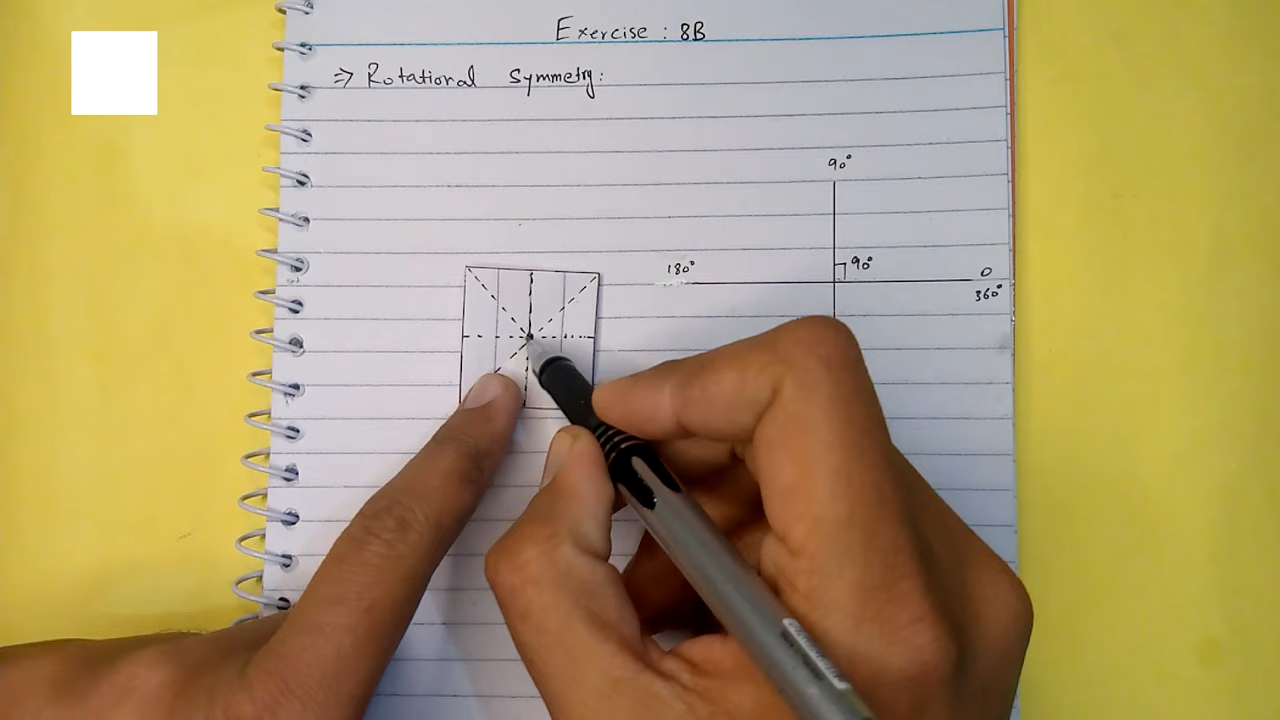 Exercise : 8B
⇒ Rotational Symmetry:
90°
180°
90°
0
360°